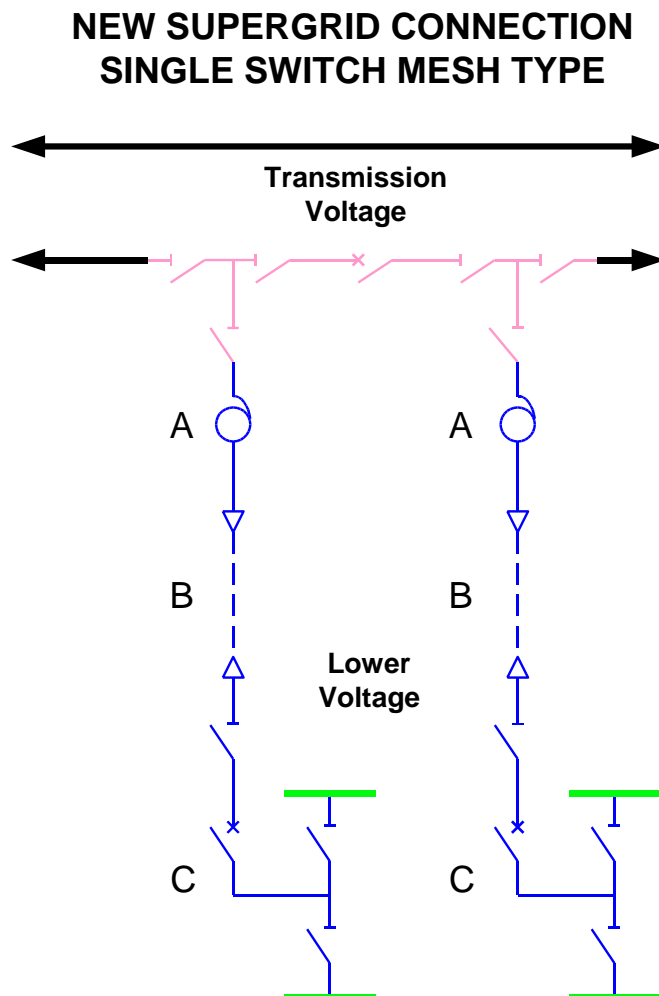 NEW SUPERGRID CONNECTION
SINGLE SWITCH MESH TYPE
Transmission
Voltage
A
A
B
B
Lower
Voltage
C
C